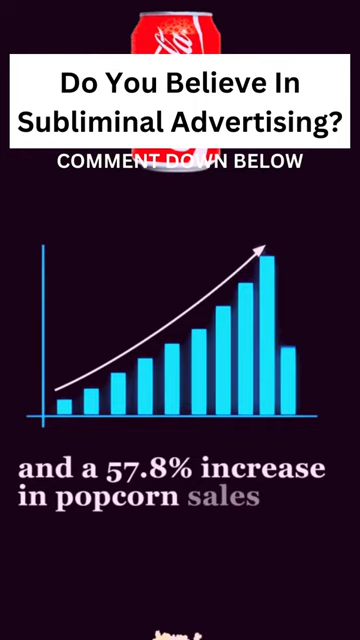 Do You Believe In
Subliminal Advertising?
COMMENT DOWN BELOW
and a 57.8% increase
in popcorn sales